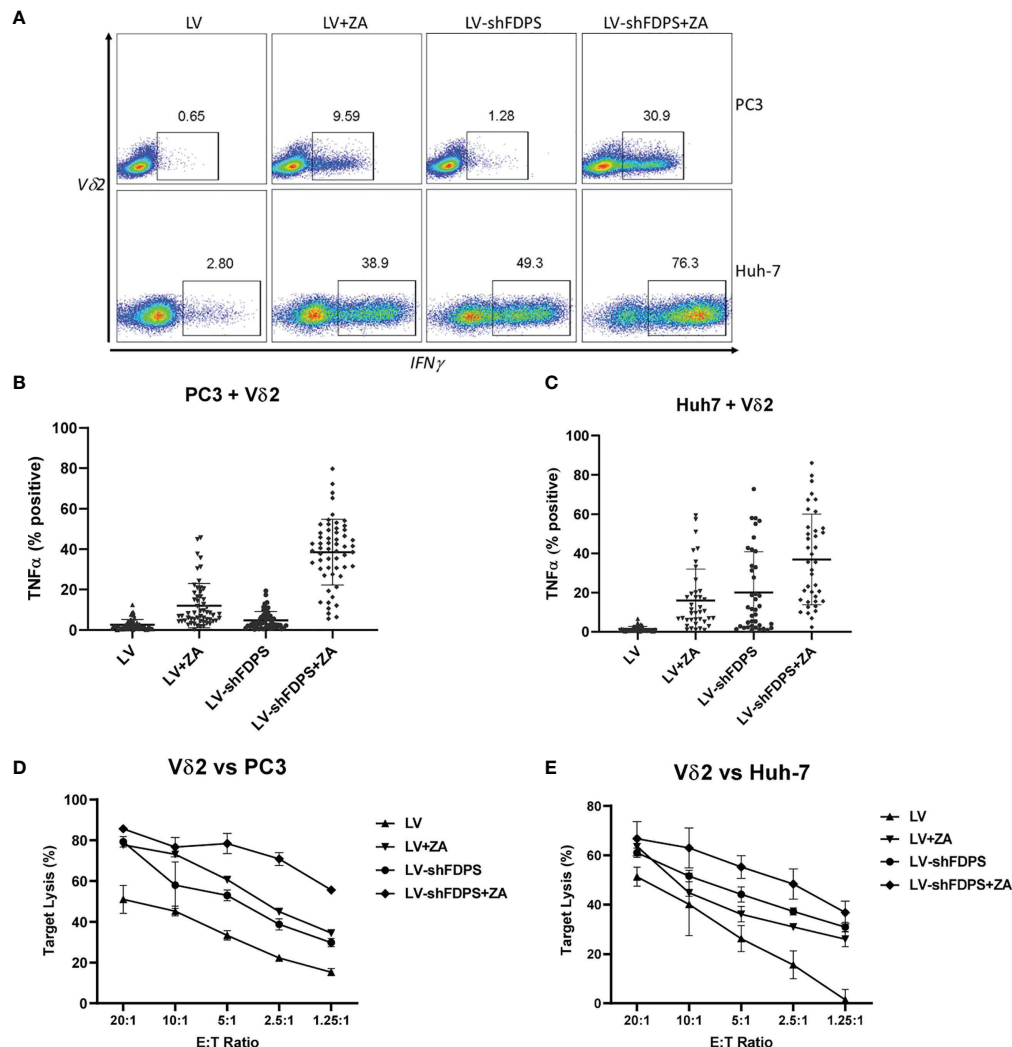 A
LV LV+ZA LV-shFDPS LV-shFDPS+ZA
0.65 9.59 1.28 30.9
PC3
Vδ2
2.80 38.9 49.3 76.3
Huh-7
IFNγ
B
PC3 + Vδ2
TNFα (% positive)
100
80
60
40
20
0
LV LV+ZA LV-shFDPS LV-shFDPS+ZA
C
Huh7 + Vδ2
TNFα (% positive)
100
80
60
40
20
0
LV LV+ZA LV-shFDPS LV-shFDPS+ZA
D
Vδ2 vs PC3
Target Lysis (%)
100
80
60
40
20
0
20:1 10:1 5:1 2.5:1 1.25:1
E:T Ratio
LV
LV+ZA
LV-shFDPS
LV-shFDPS+ZA
E
Vδ2 vs Huh-7
Target Lysis (%)
80
60
40
20
0
20:1 10:1 5:1 2.5:1 1.25:1
E:T Ratio
LV
LV+ZA
LV-shFDPS
LV-shFDPS+ZA